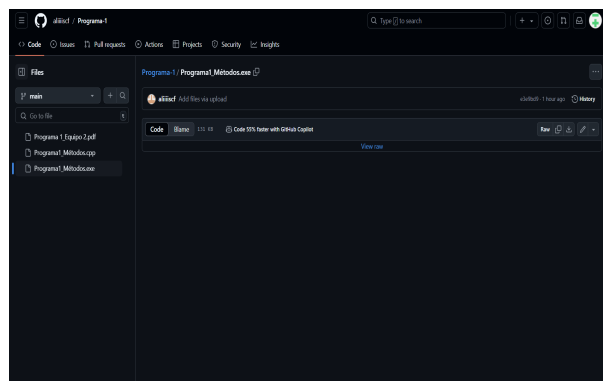 aliiiscf / Programa-1
Type / to search
Code Issues Pull requests Actions Projects Security Insights
Files
main
Go to file t
Programa 1_Equipo 2.pdf
Programa1_Métodos.cpp
Programa1_Métodos.exe
Programa-1 / Programa1_Métodos.exe
aliiiscf Add files via upload
1 hour ago History
Code Blame 131 KB Code 55% faster with GitHub Copilot
Raw
View raw